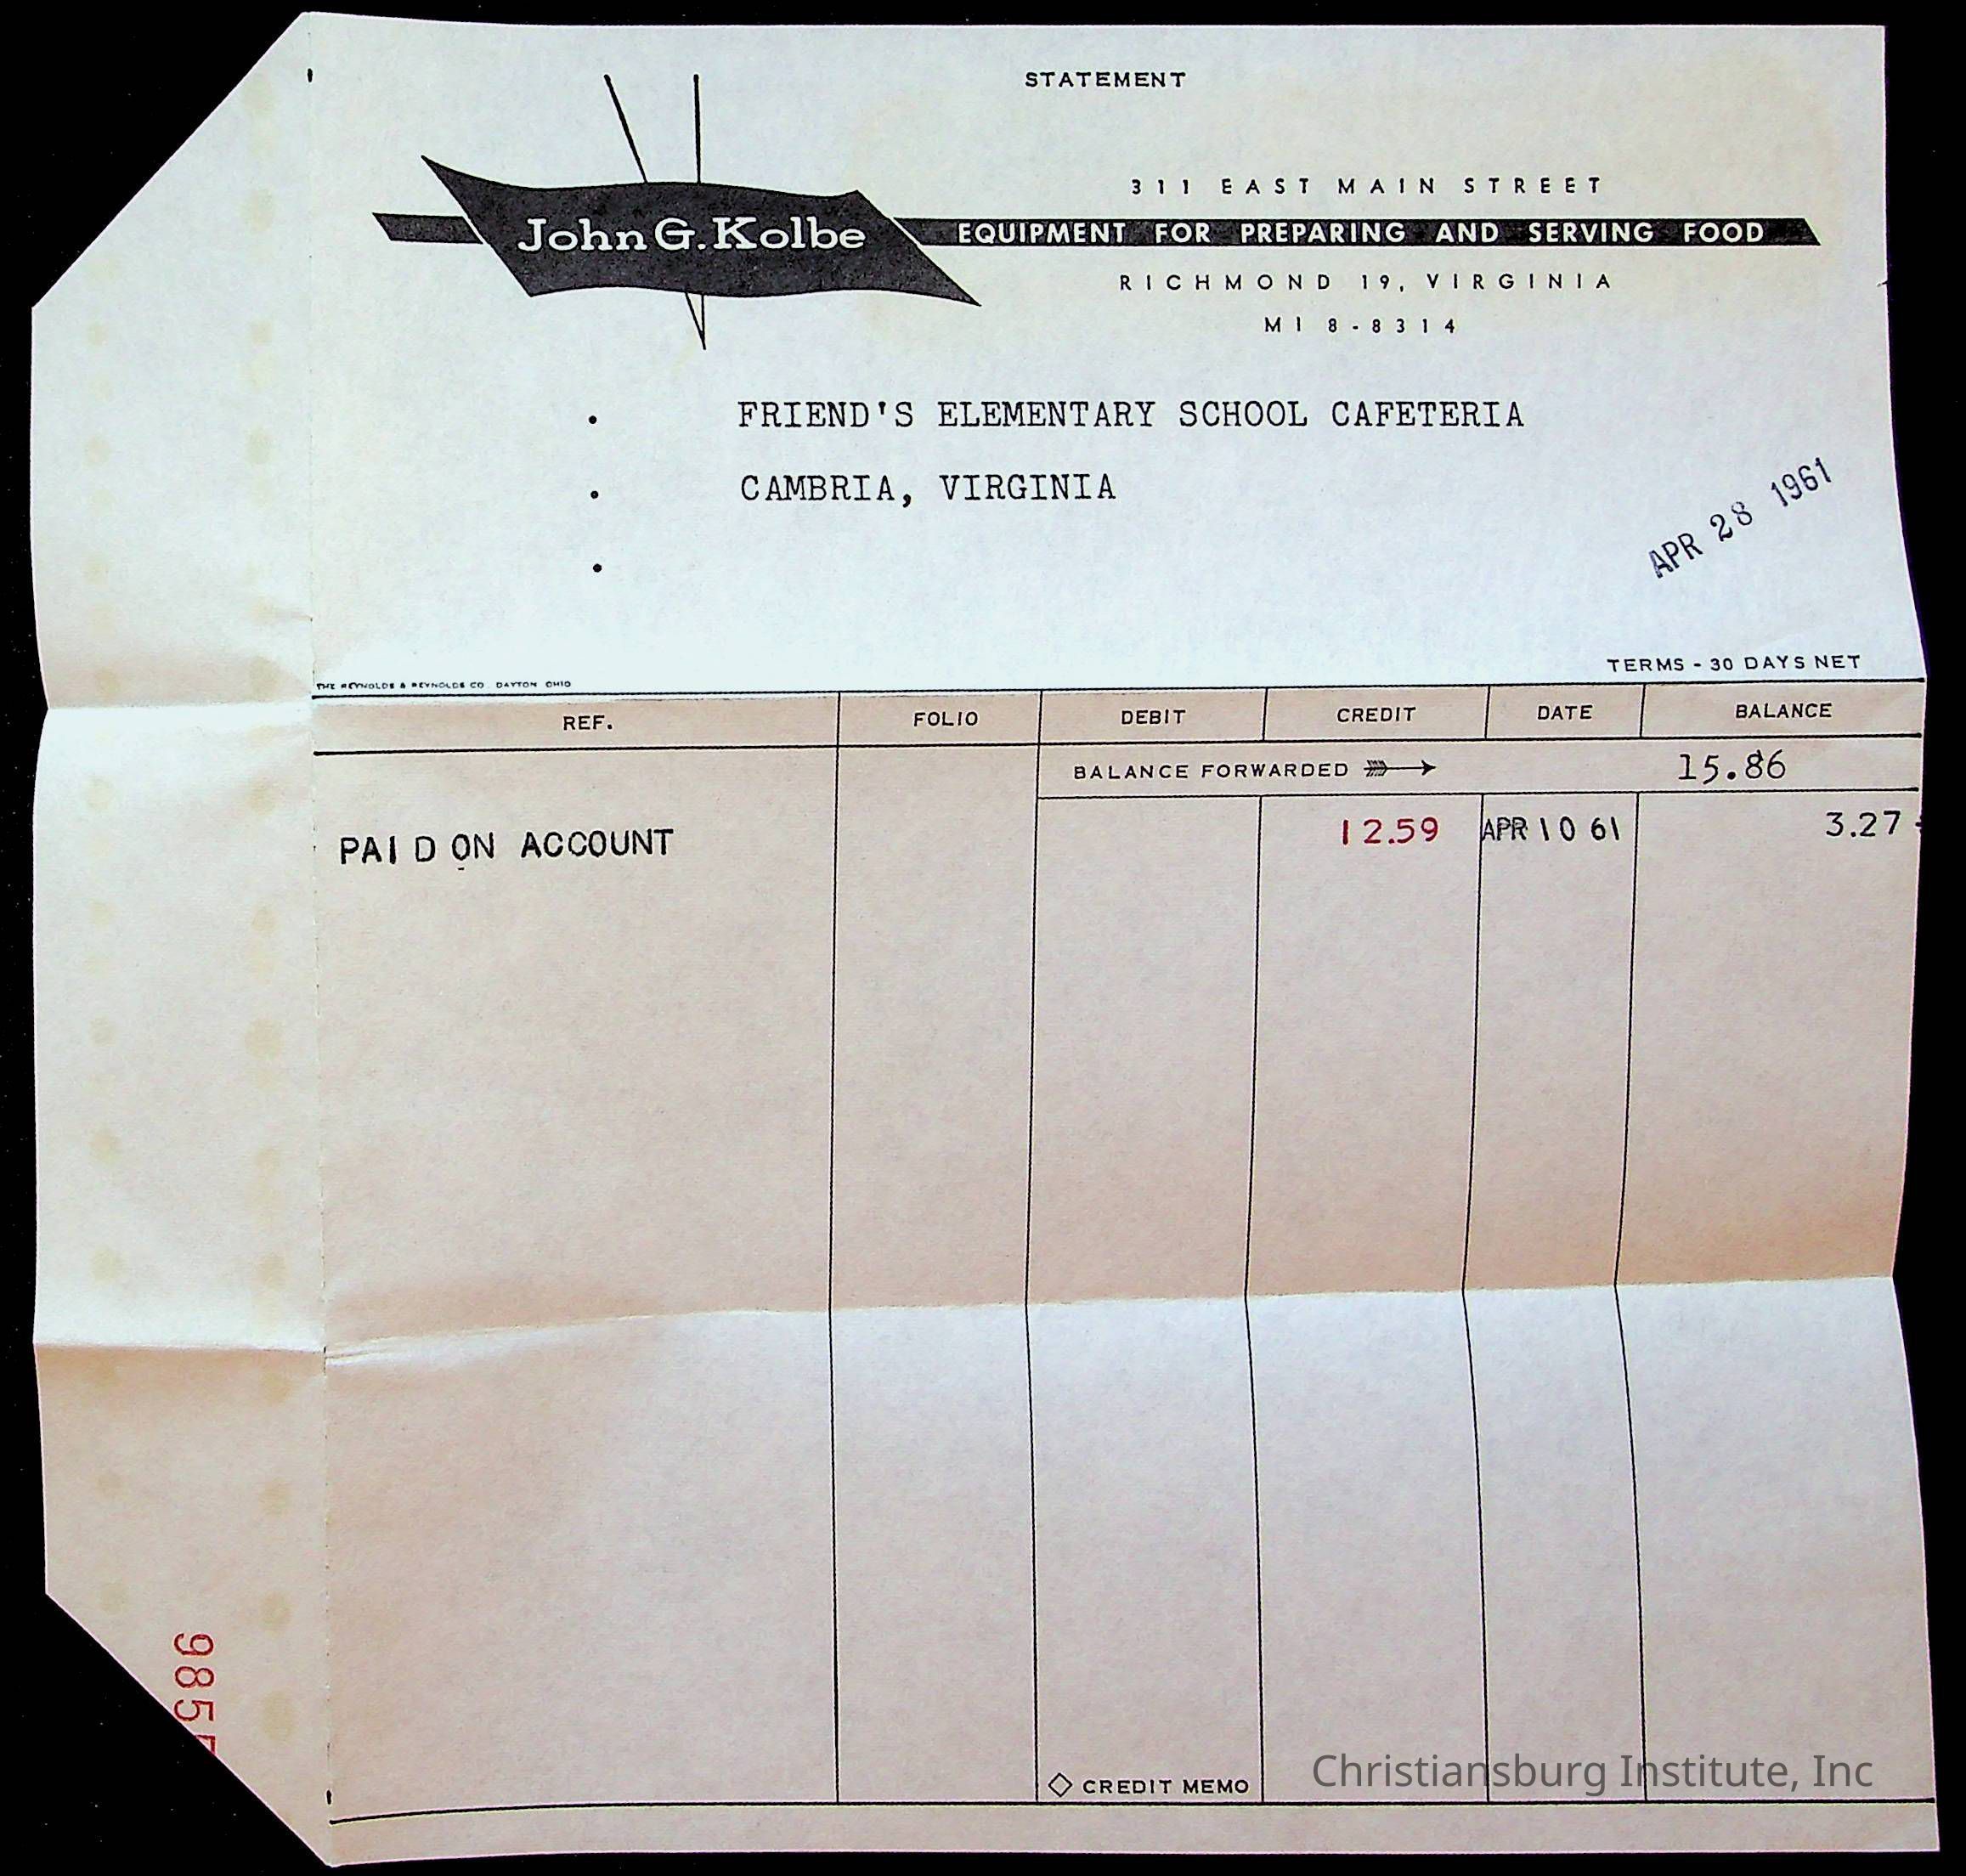 STATEMENT
John G. Kolbe
311 EAST MAIN STREET
EQUIPMENT FOR PREPARING AND SERVING FOOD
RICHMOND 19, VIRGINIA
MI 8-8314
FRIEND'S ELEMENTARY SCHOOL CAFETERIA
CAMBRIA, VIRGINIA
APR 28 1961
TERMS - 30 DAYS NET
THE REYNOLDS & REYNOLDS CO. DAYTON, OHIO
REF. FOLIO DEBIT CREDIT DATE BALANCE
BALANCE FORWARDED 15.86
PAID ON ACCOUNT 12.59 APR 10 61 3.27
985
CREDIT MEMO
Christiansburg Institute, Inc